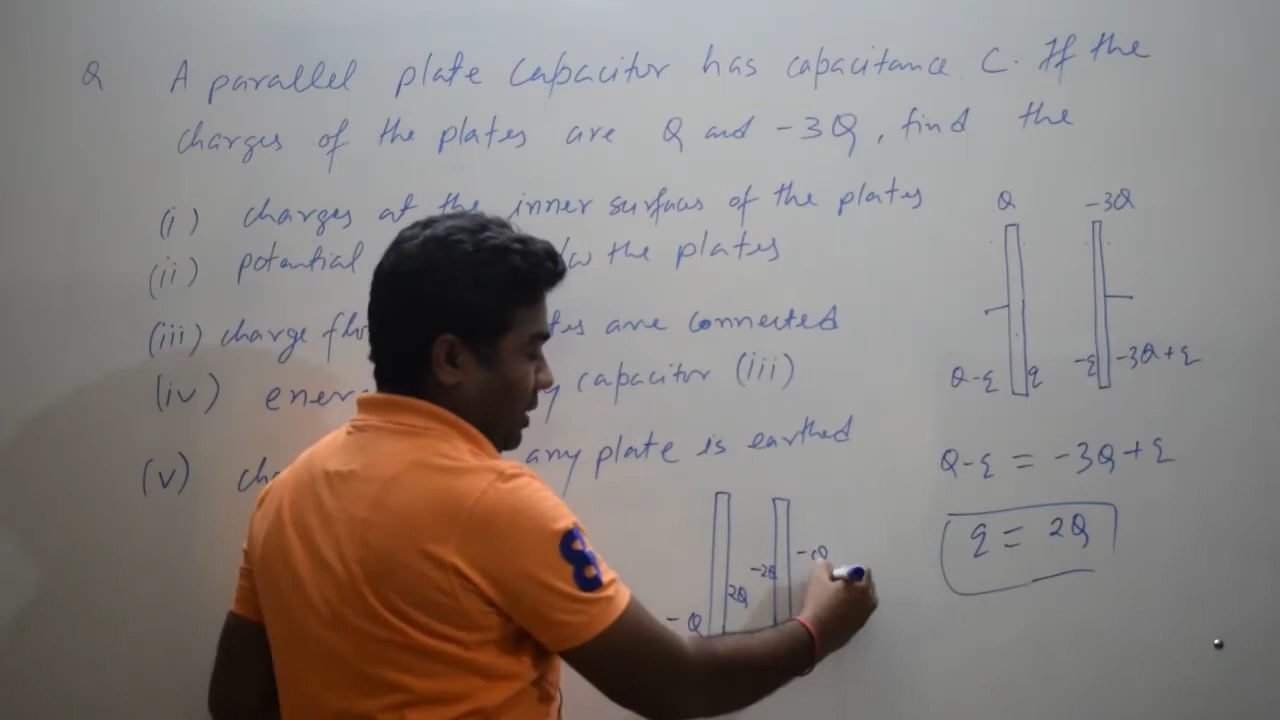 Q A parallel plate capacitor has capacitance C. If the
charges of the plates are Q and -3Q, find the
(i) charges at the inner surfaces of the plates
(ii) potential the plates
(iii) charge are connected
(iv) capacitor (iii)
(v) any plate is earthed
Q -3Q
Q-q q -q -3Q+q
Q-q = -3Q+q
q = 2Q
-Q 2Q -2Q
8